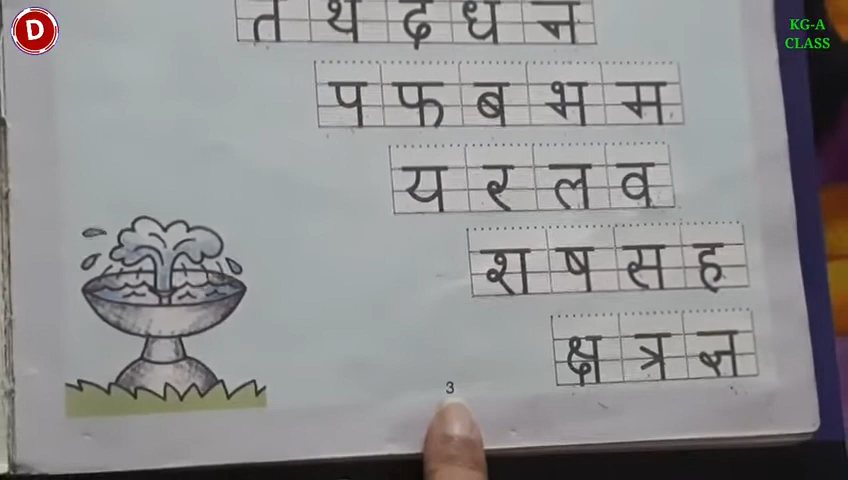 D
KG-A
CLASS
त थ द ध न
प फ ब भ म
य र ल व
श ष स ह
क्ष त्र ज्ञ
3